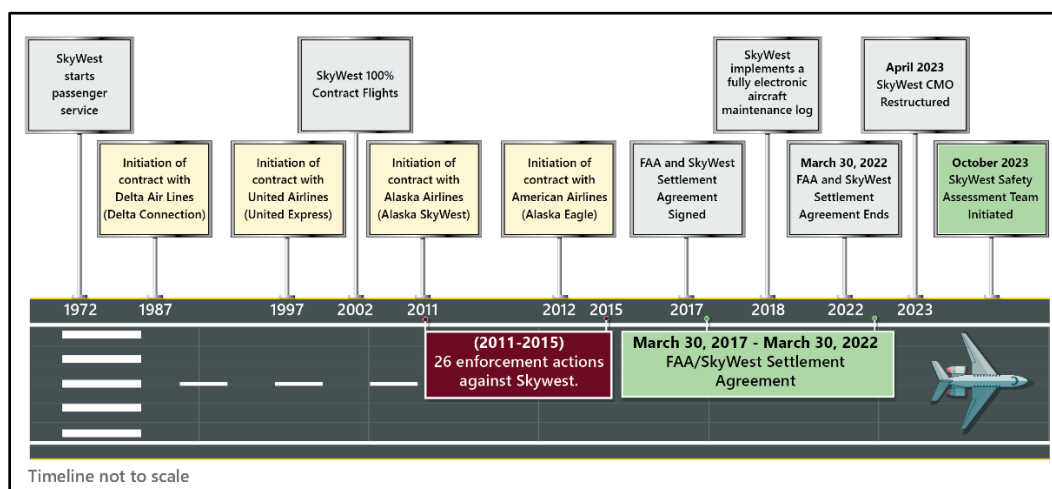 SkyWest
starts
passenger
service
SkyWest 100%
Contract Flights
SkyWest
implements a
fully electronic
aircraft
maintenance log
April 2023
SkyWest CMO
Restructured
Initiation of
contract with
Delta Air Lines
(Delta Connection)
Initiation of
contract with
United Airlines
(United Express)
Initiation of
contract with
Alaska Airlines
(Alaska SkyWest)
Initiation of
contract with
American Airlines
(Alaska Eagle)
FAA and SkyWest
Settlement
Agreement
Signed
March 30, 2022
FAA and SkyWest
Settlement
Agreement Ends
October 2023
SkyWest Safety
Assessment Team
Initiated
1972 1987 1997 2002 2011 2012 2015 2017 2018 2022 2023
(2011-2015)
26 enforcement actions
against Skywest.
March 30, 2017 - March 30, 2022
FAA/SkyWest Settlement
Agreement
Timeline not to scale